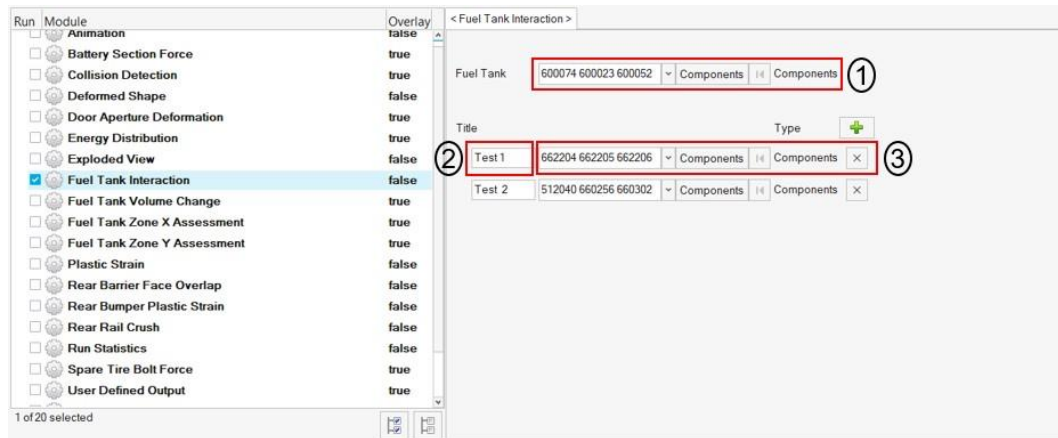 Run Module Overlay
Animation false
Battery Section Force true
Collision Detection true
Deformed Shape false
Door Aperture Deformation true
Energy Distribution true
Exploded View false
Fuel Tank Interaction false
Fuel Tank Volume Change true
Fuel Tank Zone X Assessment true
Fuel Tank Zone Y Assessment true
Plastic Strain false
Rear Barrier Face Overlap false
Rear Bumper Plastic Strain false
Rear Rail Crush false
Run Statistics false
Spare Tire Bolt Force true
User Defined Output true
1 of 20 selected
< Fuel Tank Interaction >
Fuel Tank 600074 600023 600052 Components Components 1
Title Type
2 Test 1 662204 662205 662206 Components Components 3
Test 2 512040 660256 660302 Components Components